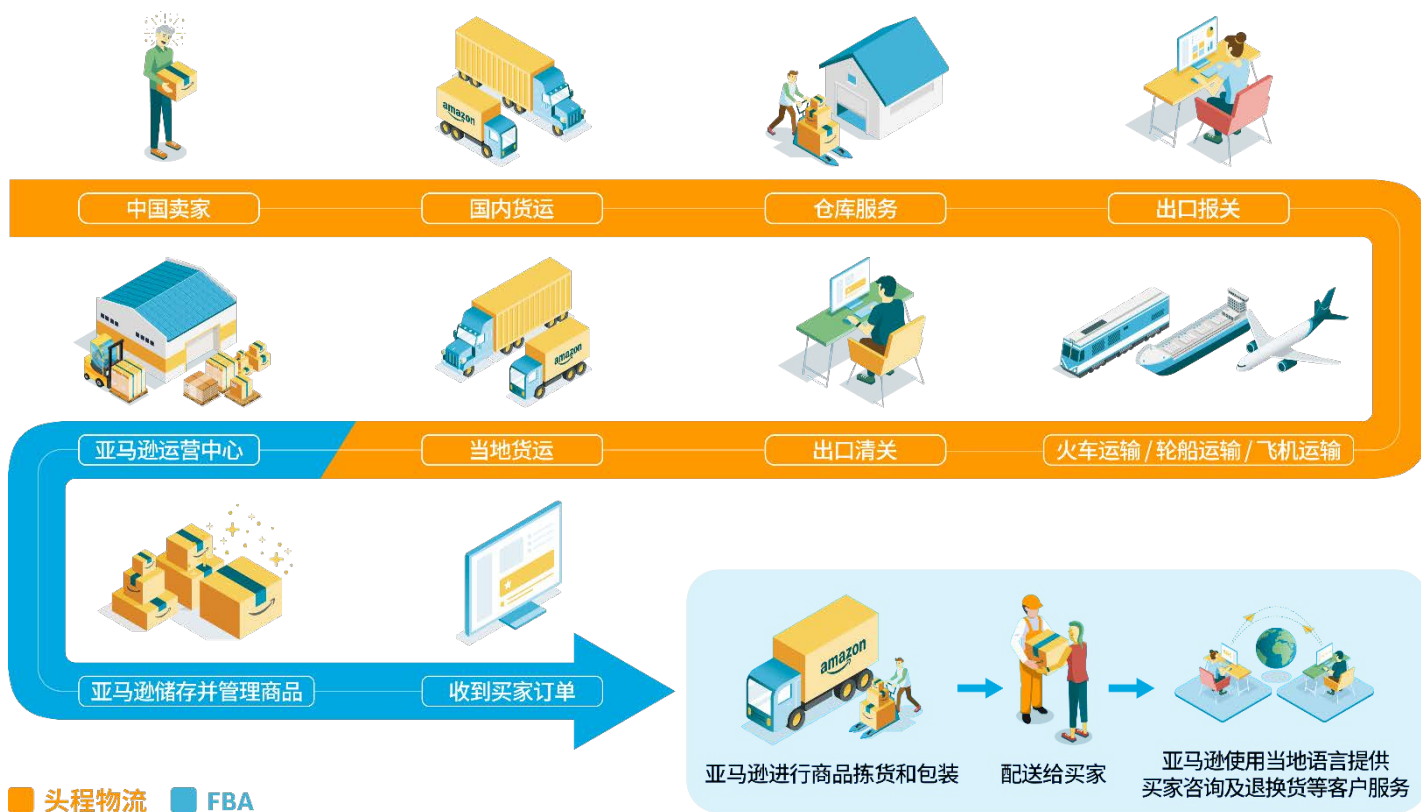 amazon
中国卖家
国内货运
仓库服务
出口报关
amazon
亚马逊运营中心
当地货运
出口清关
火车运输 / 轮船运输 / 飞机运输
亚马逊储存并管理商品
收到买家订单
amazon
亚马逊进行商品拣货和包装
配送给买家
亚马逊使用当地语言提供
买家咨询及退换货等客户服务
头程物流
FBA